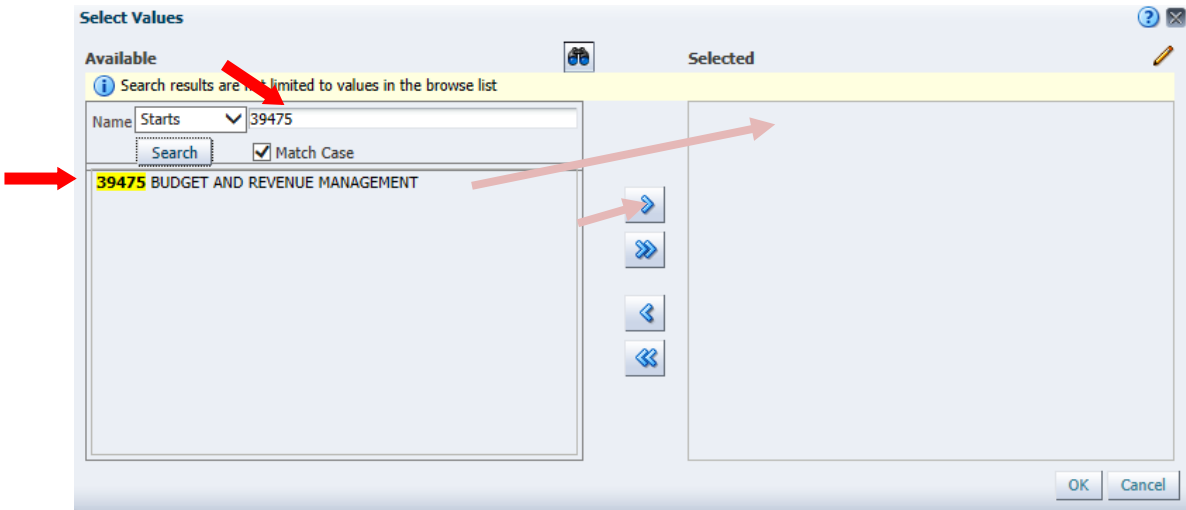 Select Values
Available
Selected
Search results are not limited to values in the browse list
Name Starts 39475
Search Match Case
39475 BUDGET AND REVENUE MANAGEMENT
OK Cancel